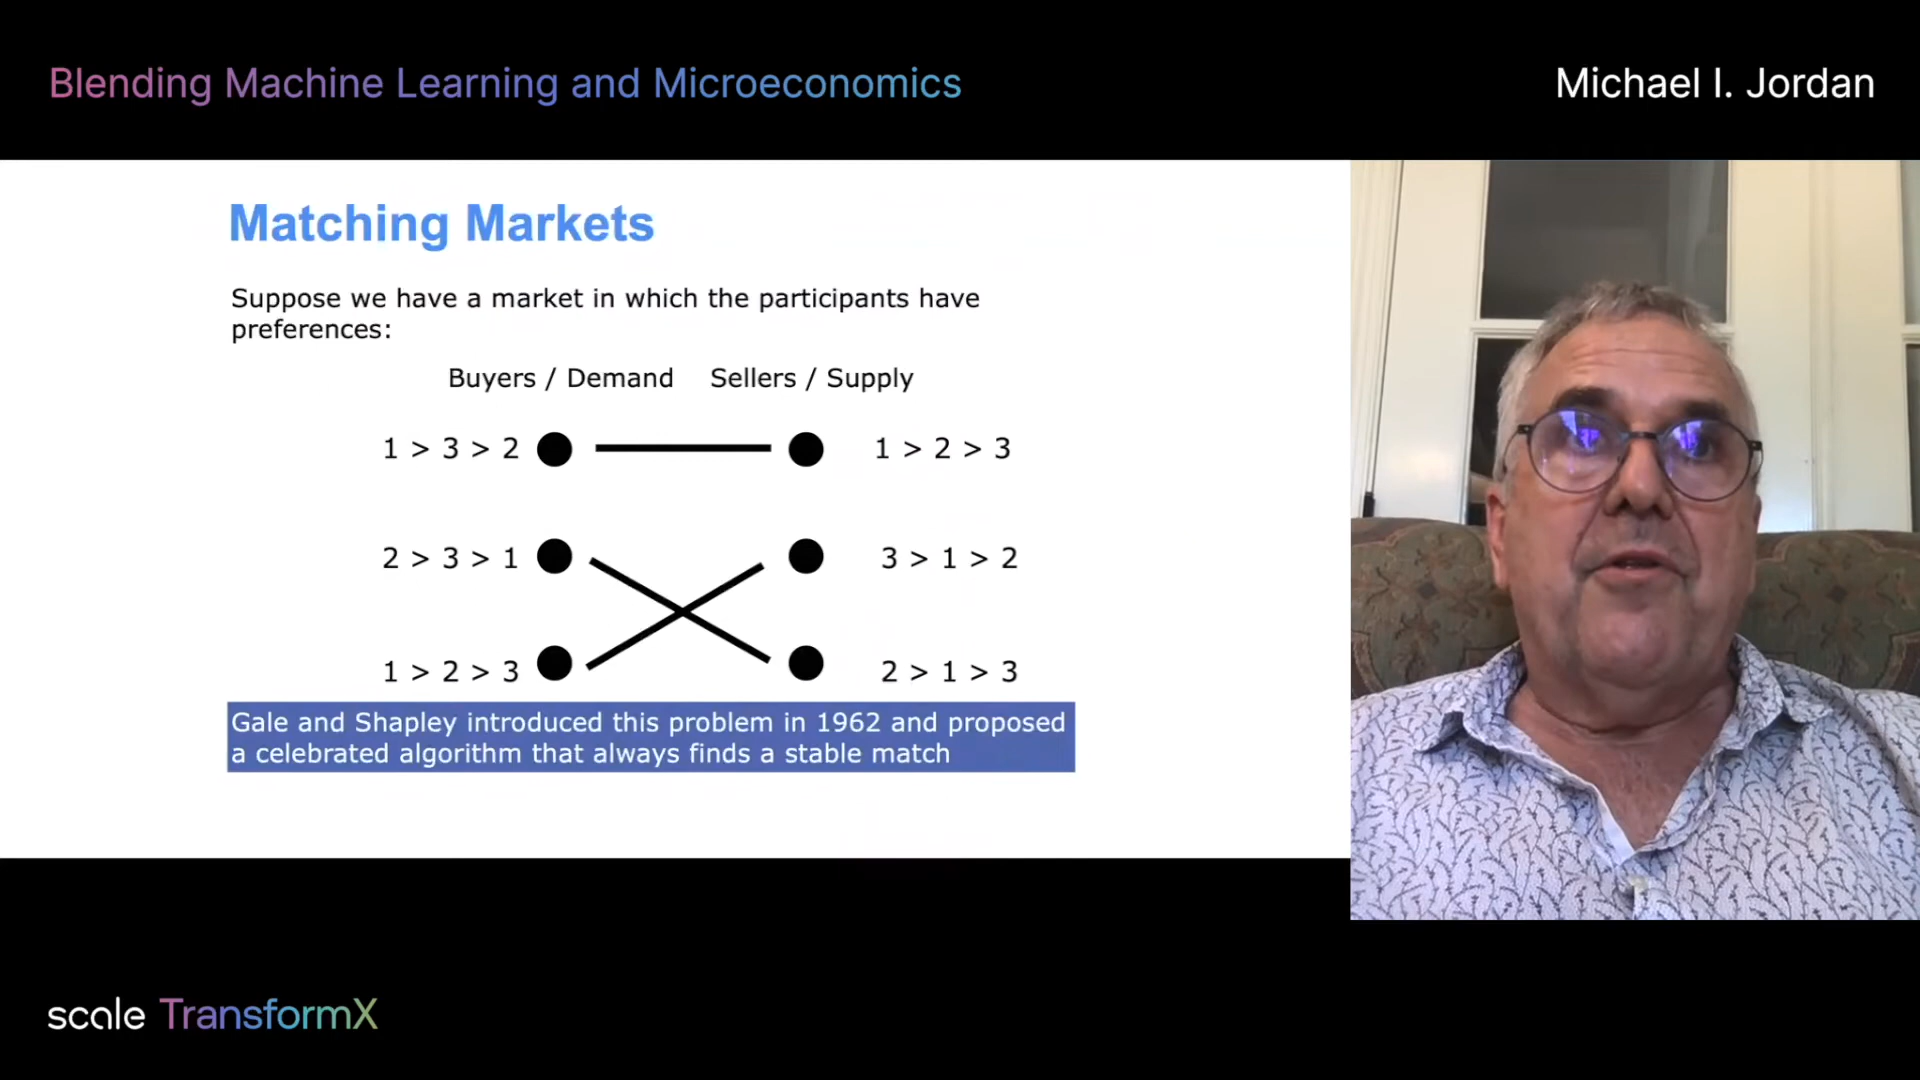 Blending Machine Learning and Microeconomics
Michael I. Jordan
Matching Markets
Suppose we have a market in which the participants have
preferences:
Buyers / Demand Sellers / Supply
1 > 3 > 2 1 > 2 > 3
2 > 3 > 1 3 > 1 > 2
1 > 2 > 3 2 > 1 > 3
Gale and Shapley introduced this problem in 1962 and proposed
a celebrated algorithm that always finds a stable match
scale TransformX